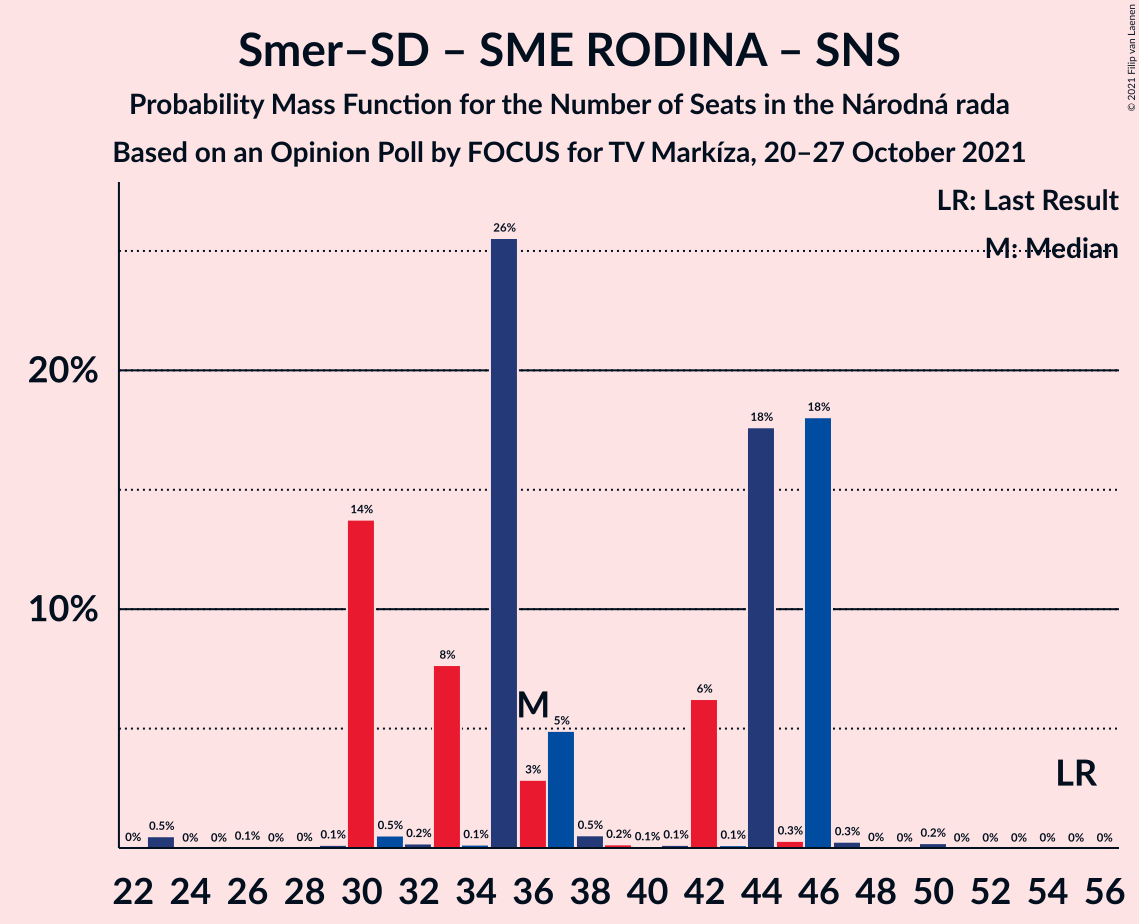 Smer–SD – SME RODINA – SNS
Probability Mass Function for the Number of Seats in the Národná rada
Based on an Opinion Poll by FOCUS for TV Markíza, 20–27 October 2021
© 2021 Filip van Laenen
LR: Last Result
M: Median
20%
10%
0% 0.5% 0% 0% 0.1% 0% 0% 0.1% 14% 0.5% 0.2% 8% 0.1% 26% 3% 5% 0.5% 0.2% 0.1% 0.1% 6% 0.1% 18% 0.3% 18% 0.3% 0% 0% 0.2% 0% 0% 0% 0% 0% 0%
M
LR
22 24 26 28 30 32 34 36 38 40 42 44 46 48 50 52 54 56